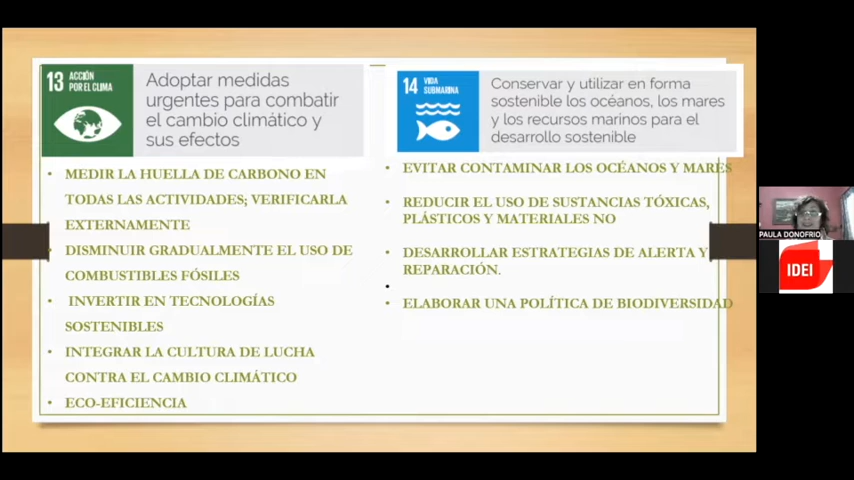 13 ACCIÓN
POR EL CLIMA
Adoptar medidas
urgentes para combatir
el cambio climático y
sus efectos
• MEDIR LA HUELLA DE CARBONO EN
TODAS LAS ACTIVIDADES; VERIFICARLA
EXTERNAMENTE
• DISMINUIR GRADUALMENTE EL USO DE
COMBUSTIBLES FÓSILES
• INVERTIR EN TECNOLOGÍAS
SOSTENIBLES
• INTEGRAR LA CULTURA DE LUCHA
CONTRA EL CAMBIO CLIMÁTICO
• ECO-EFICIENCIA
14 VIDA
SUBMARINA
Conservar y utilizar en forma
sostenible los océanos, los mares
y los recursos marinos para el
desarrollo sostenible
• EVITAR CONTAMINAR LOS OCÉANOS Y MARES
• REDUCIR EL USO DE SUSTANCIAS TÓXICAS,
PLÁSTICOS Y MATERIALES NO
• DESARROLLAR ESTRATEGIAS DE ALERTA Y
REPARACIÓN.
•
• ELABORAR UNA POLÍTICA DE BIODIVERSIDAD
PAULA DONOFRIO
IDEI